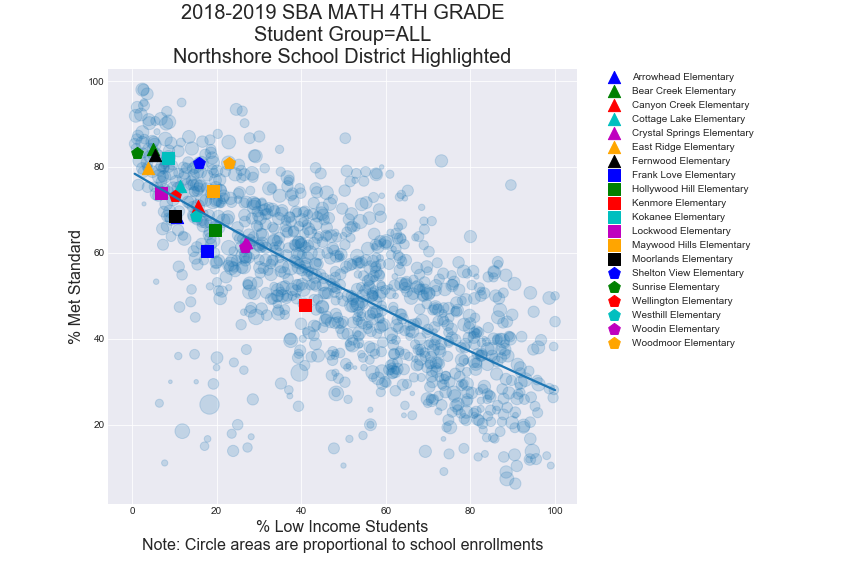 2018-2019 SBA MATH 4TH GRADE
Student Group=ALL
Northshore School District Highlighted
% Met Standard
100
80
60
40
20
0
20
40
60
80
100
% Low Income Students
Note: Circle areas are proportional to school enrollments
Arrowhead Elementary
Bear Creek Elementary
Canyon Creek Elementary
Cottage Lake Elementary
Crystal Springs Elementary
East Ridge Elementary
Fernwood Elementary
Frank Love Elementary
Hollywood Hill Elementary
Kenmore Elementary
Kokanee Elementary
Lockwood Elementary
Maywood Hills Elementary
Moorlands Elementary
Shelton View Elementary
Sunrise Elementary
Wellington Elementary
Westhill Elementary
Woodin Elementary
Woodmoor Elementary